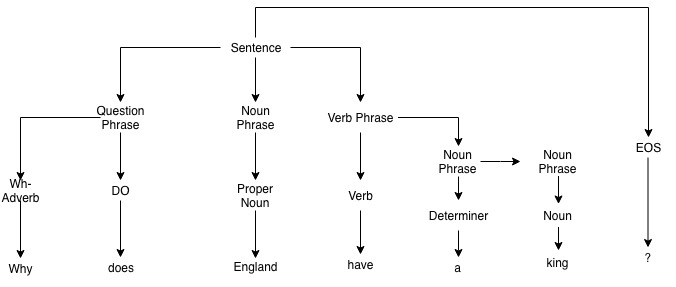 Sentence
Question
Phrase
Noun
Phrase
Verb Phrase
Noun
Phrase
Noun
Phrase
EOS
Wh-
Adverb
DO
Proper
Noun
Verb
Determiner
Noun
Why
does
England
have
a
king
?